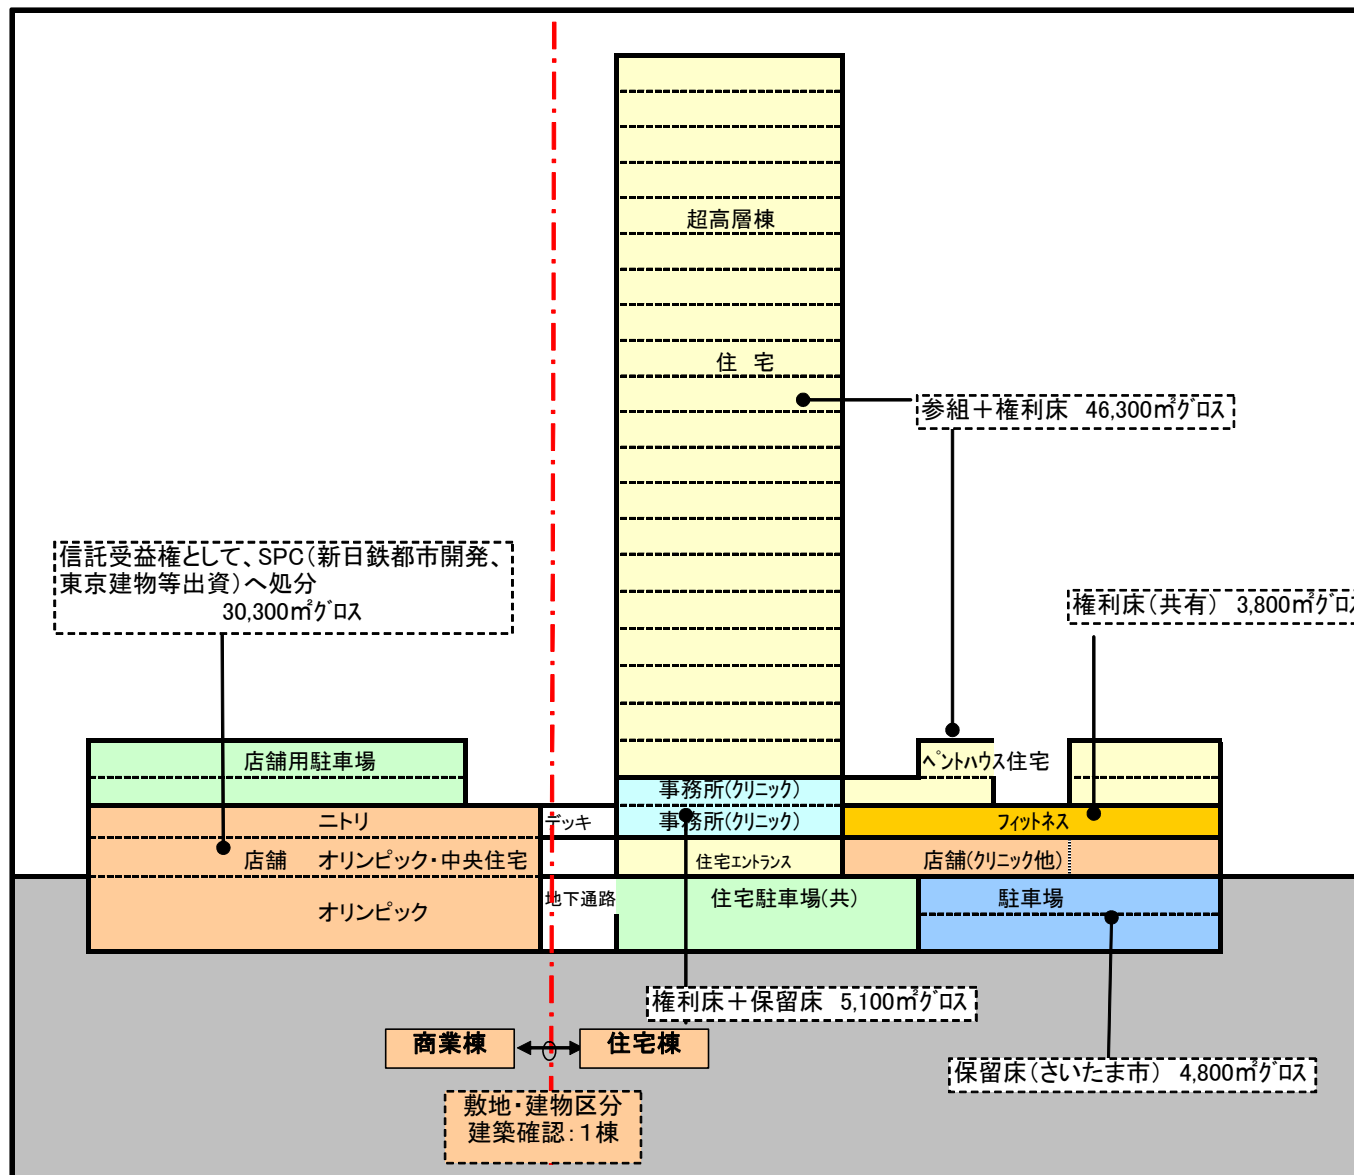 超高層棟
住　宅
参組＋権利床　46,300㎡グロス
信託受益権として、SPC（新日鉄都市開発、
東京建物等出資）へ処分
30,300㎡グロス
権利床（共有）　3,800㎡グロス
店舗用駐車場
ペントハウス住宅
事務所(クリニック)
ニトリ
デッキ
事務所(クリニック)
フィットネス
店舗　オリンピック・中央住宅
住宅エントランス
店舗(クリニック他)
オリンピック
地下通路
住宅駐車場(共)
駐車場
権利床＋保留床　5,100㎡グロス
商業棟
住宅棟
保留床（さいたま市）　4,800㎡グロス
敷地・建物区分
建築確認：１棟